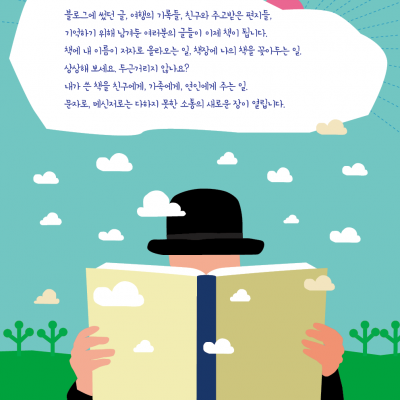 블로그에 썼던 글, 여행의 기록들, 친구와 주고받은 편지들,
기억하기 위해 남겨둔 여러분의 글들이 이제 책이 됩니다.
책에 내 이름이 저자로 올라오는 일, 책장에 나의 책을 꽂아두는 일,
상상해 보세요, 두근거리지 않나요?
내가 쓴 책을 친구에게, 가족에게, 연인에게 주는 일.
문자로, 메신저로는 다하지 못한 소통의 새로운 장이 열립니다.